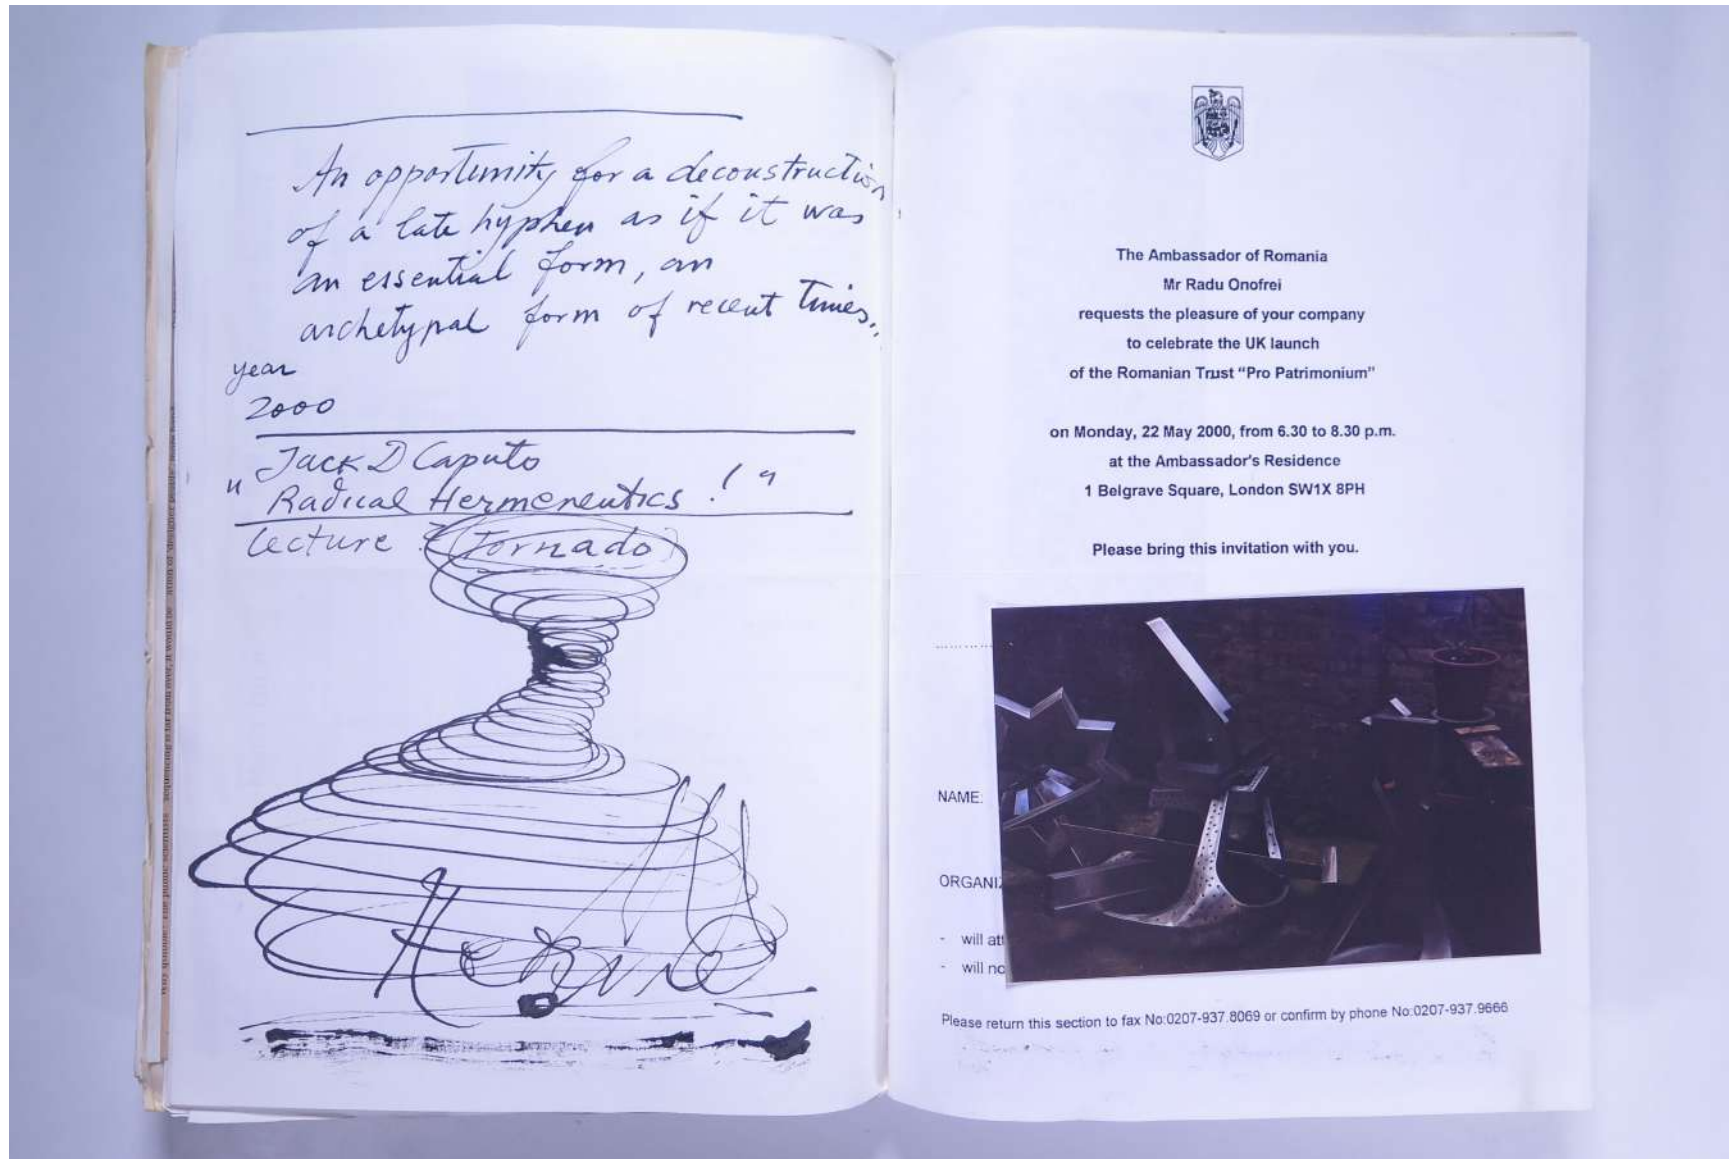 An opportunity for a deconstruction
of a late hyphen as if it was
an essential form, an
archetypal form of recent times..
year
2000
Jack D Caputo
"Radical Hermeneutics!"
lecture
Tornado
The Ambassador of Romania
Mr Radu Onofrei
requests the pleasure of your company
to celebrate the UK launch
of the Romanian Trust “Pro Patrimonium”
on Monday, 22 May 2000, from 6.30 to 8.30 p.m.
at the Ambassador's Residence
1 Belgrave Square, London SW1X 8PH
Please bring this invitation with you.
............
NAME:
ORGANIZ
- will att
- will no
Please return this section to fax No:0207-937.8069 or confirm by phone No:0207-937.9666